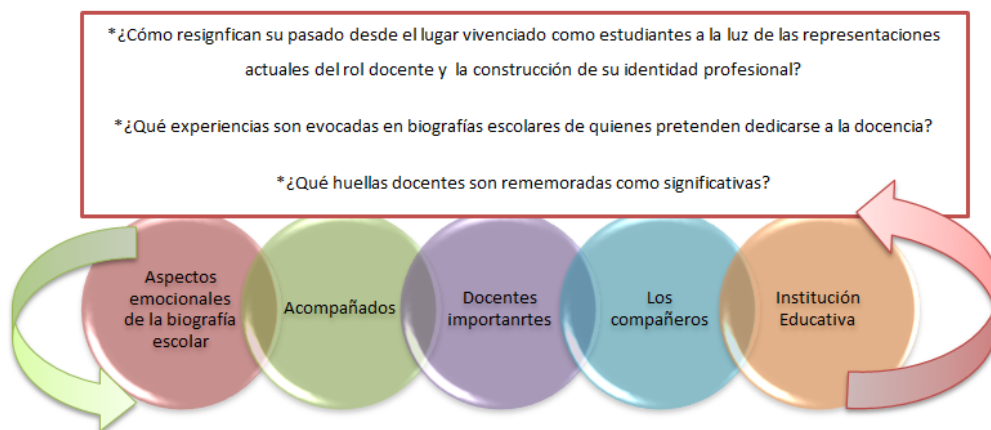 *¿Cómo resignfican su pasado desde el lugar vivenciado como estudiantes a la luz de las representaciones
actuales del rol docente y la construcción de su identidad profesional?
*¿Qué experiencias son evocadas en biografías escolares de quienes pretenden dedicarse a la docencia?
*¿Qué huellas docentes son rememoradas como significativas?
Aspectos
emocionales
de la biografía
escolar
Acompañados
Docentes
importanrtes
Los
compañeros
Institución
Educativa